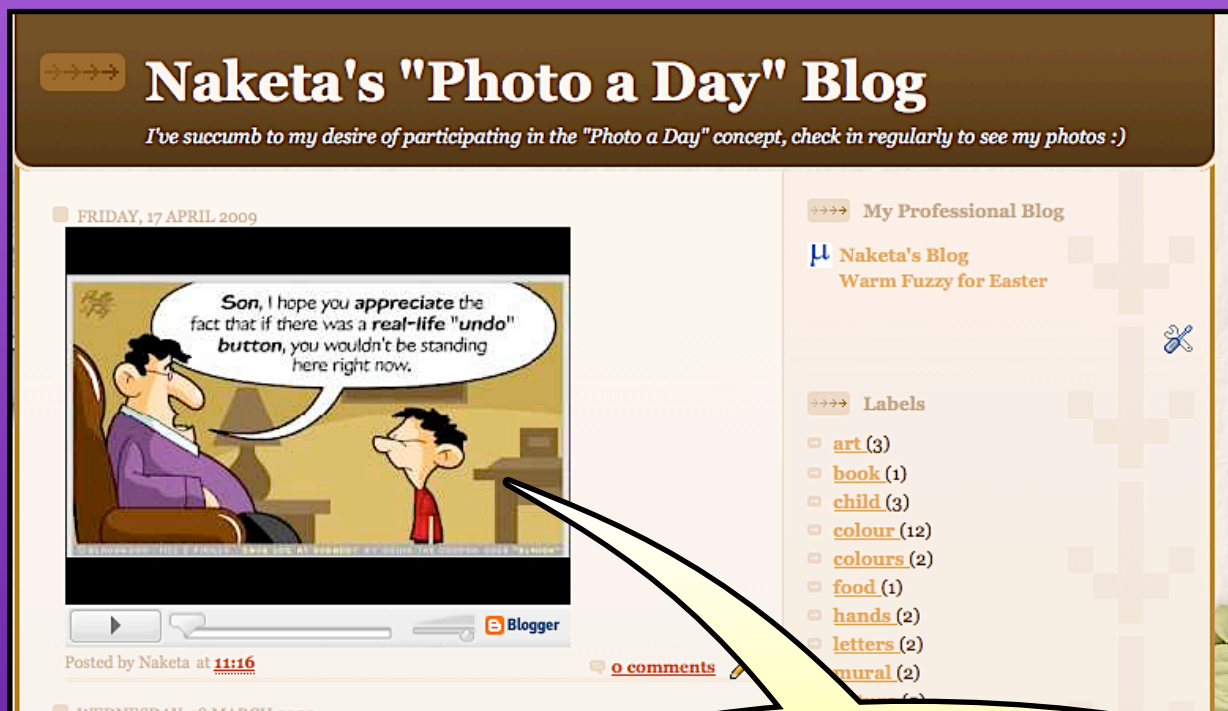 Naketa's "Photo a Day" Blog
I've succumb to my desire of participating in the "Photo a Day" concept, check in regularly to see my photos :)
FRIDAY, 17 APRIL 2009
Son, I hope you appreciate the
fact that if there was a real-life "undo"
button, you wouldn't be standing
here right now.
Blogger
Posted by Naketa at 11:16
0 comments
WEDNESDAY, 18 MARCH 2009
My Professional Blog
µ Naketa's Blog
Warm Fuzzy for Easter
Labels
art (3)
book (1)
child (3)
colour (12)
colours (2)
food (1)
hands (2)
letters (2)
mural (2)